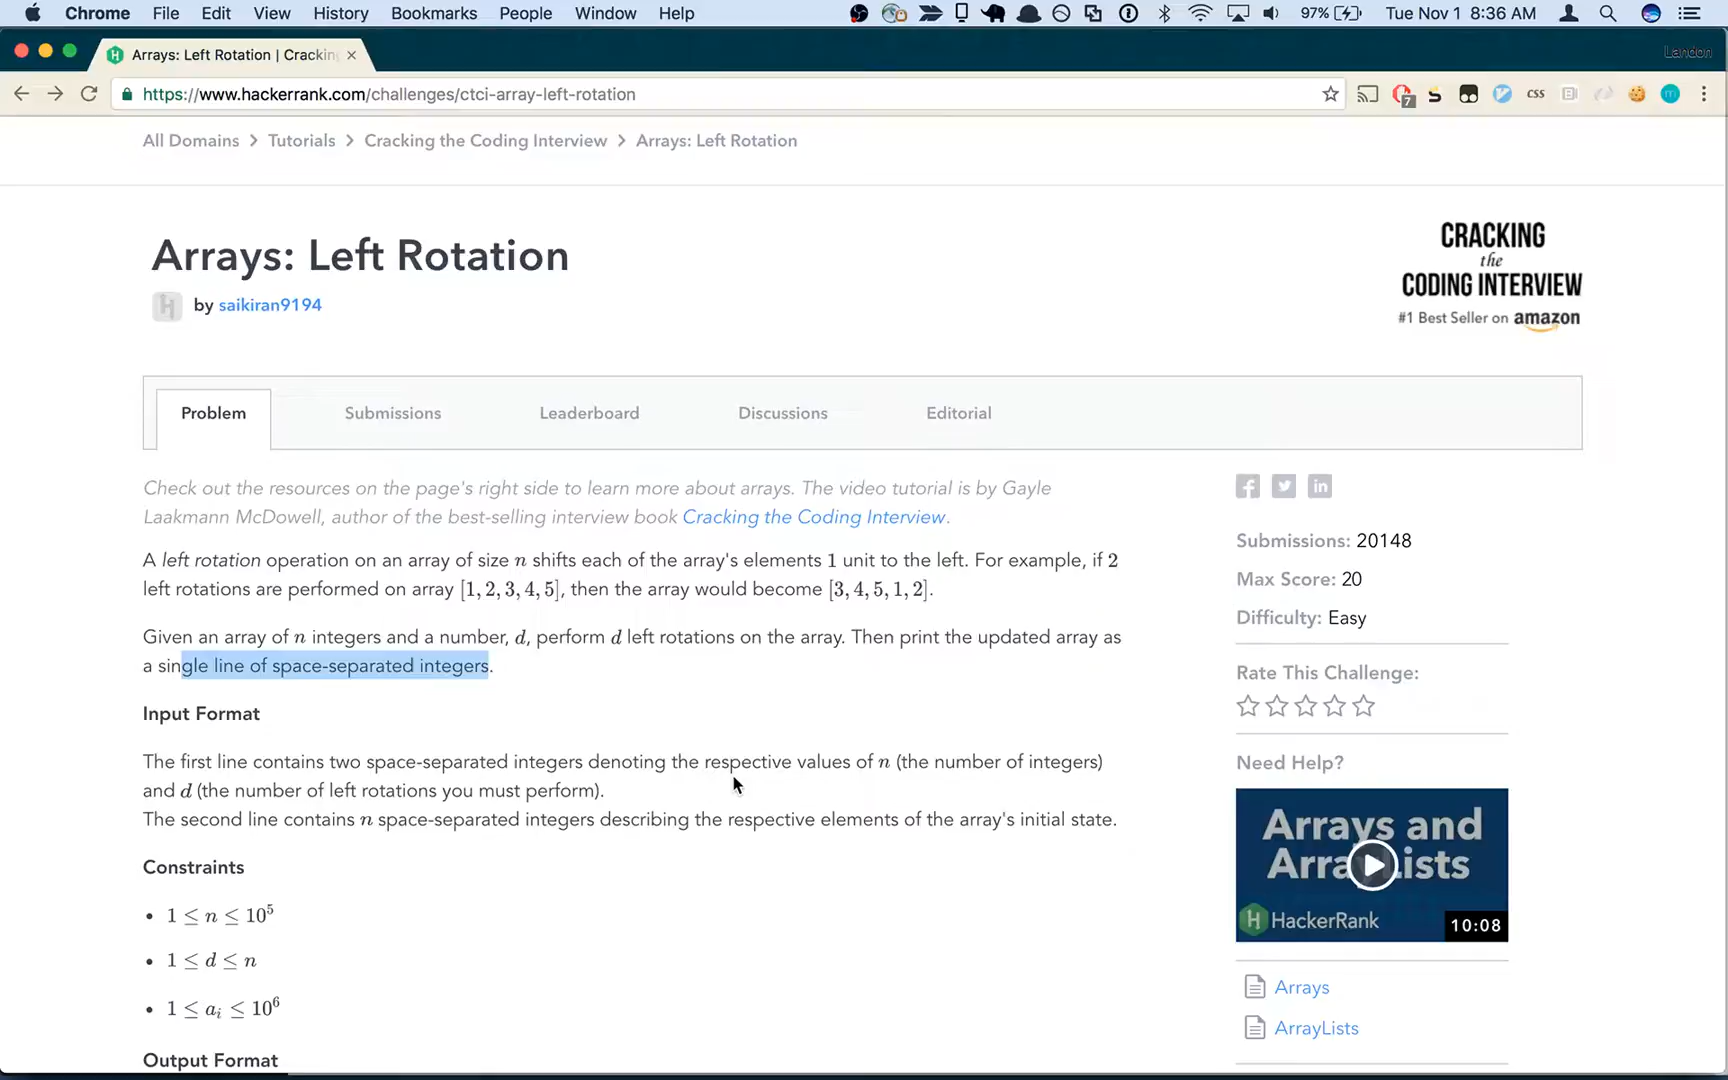 Chrome File Edit View History Bookmarks People Window Help 97% Tue Nov 1 8:36 AM
Arrays: Left Rotation | Crackin
Landon
https://www.hackerrank.com/challenges/ctci-array-left-rotation
7 S css
m
All Domains > Tutorials > Cracking the Coding Interview > Arrays: Left Rotation
Arrays: Left Rotation
by saikiran9194
CRACKING
the
CODING INTERVIEW
#1 Best Seller on amazon
Problem Submissions Leaderboard Discussions Editorial
Check out the resources on the page's right side to learn more about arrays. The video tutorial is by Gayle
Laakmann McDowell, author of the best-selling interview book Cracking the Coding Interview.
A left rotation operation on an array of size n shifts each of the array's elements 1 unit to the left. For example, if 2
left rotations are performed on array [1, 2, 3, 4, 5], then the array would become [3, 4, 5, 1, 2].
Given an array of n integers and a number, d, perform d left rotations on the array. Then print the updated array as
a single line of space-separated integers.
Input Format
The first line contains two space-separated integers denoting the respective values of n (the number of integers)
and d (the number of left rotations you must perform).
The second line contains n space-separated integers describing the respective elements of the array's initial state.
Constraints
• 1 ≤ n ≤ 10⁵
• 1 ≤ d ≤ n
• 1 ≤ aᵢ ≤ 10⁶
Output Format
Submissions: 20148
Max Score: 20
Difficulty: Easy
Rate This Challenge:
Need Help?
Arrays and
ArrayLists
H HackerRank
10:08
Arrays
ArrayLists